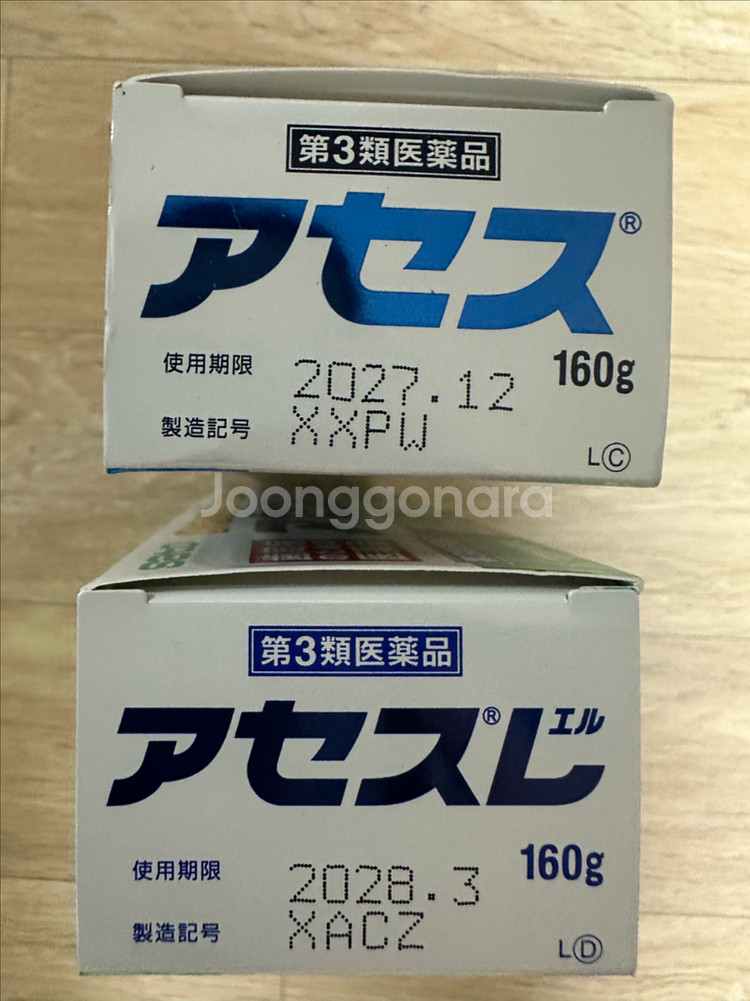 第3類医薬品
アセス®
使用期限 2027.12 160g
製造記号 XXPW
LⒸ
Joonggonara
第3類医薬品
アセス®L エル
使用期限 2028.3 160g
製造記号 XACZ
LⒹ